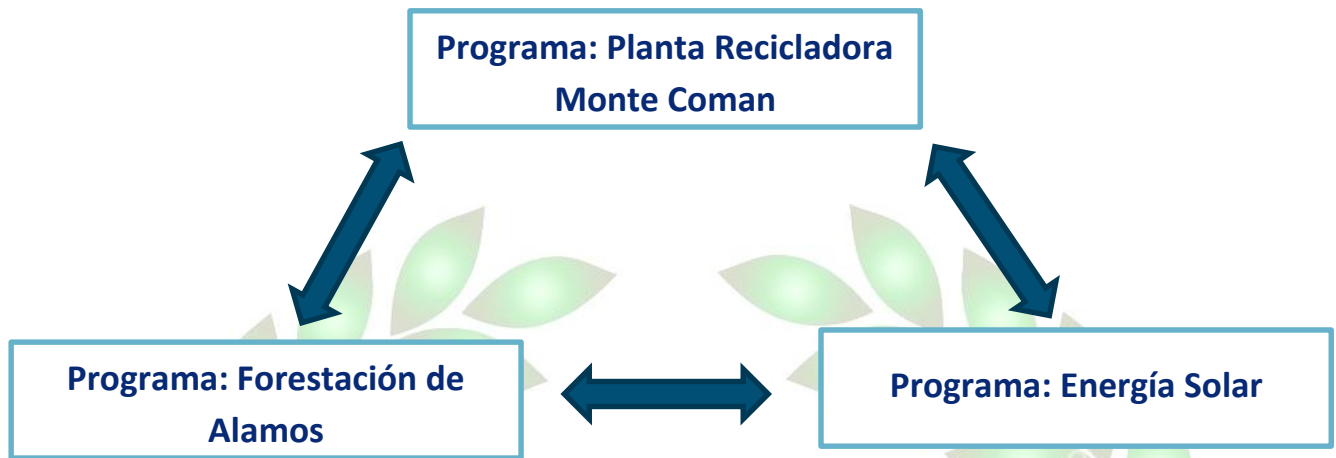 Programa: Planta Recicladora
Monte Coman
Programa: Forestación de
Alamos
Programa: Energía Solar